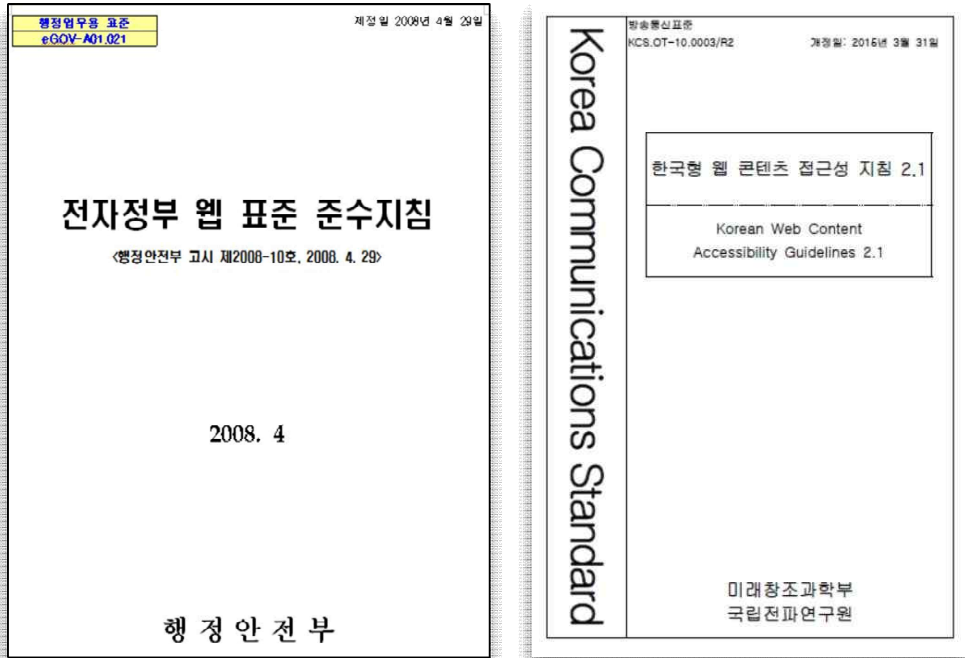 행정업무용 표준
eGOV-A01.021
제정일 2008년 4월 29일
전자정부 웹 표준 준수지침
<행정안전부 고시 제2008-10호, 2008. 4. 29>
2008. 4
행정안전부
Korea Communications Standard
방송통신표준
KCS.OT-10.0003/R2
개정일: 2015년 3월 31일
한국형 웹 콘텐츠 접근성 지침 2.1
Korean Web Content
Accessibility Guidelines 2.1
미래창조과학부
국립전파연구원